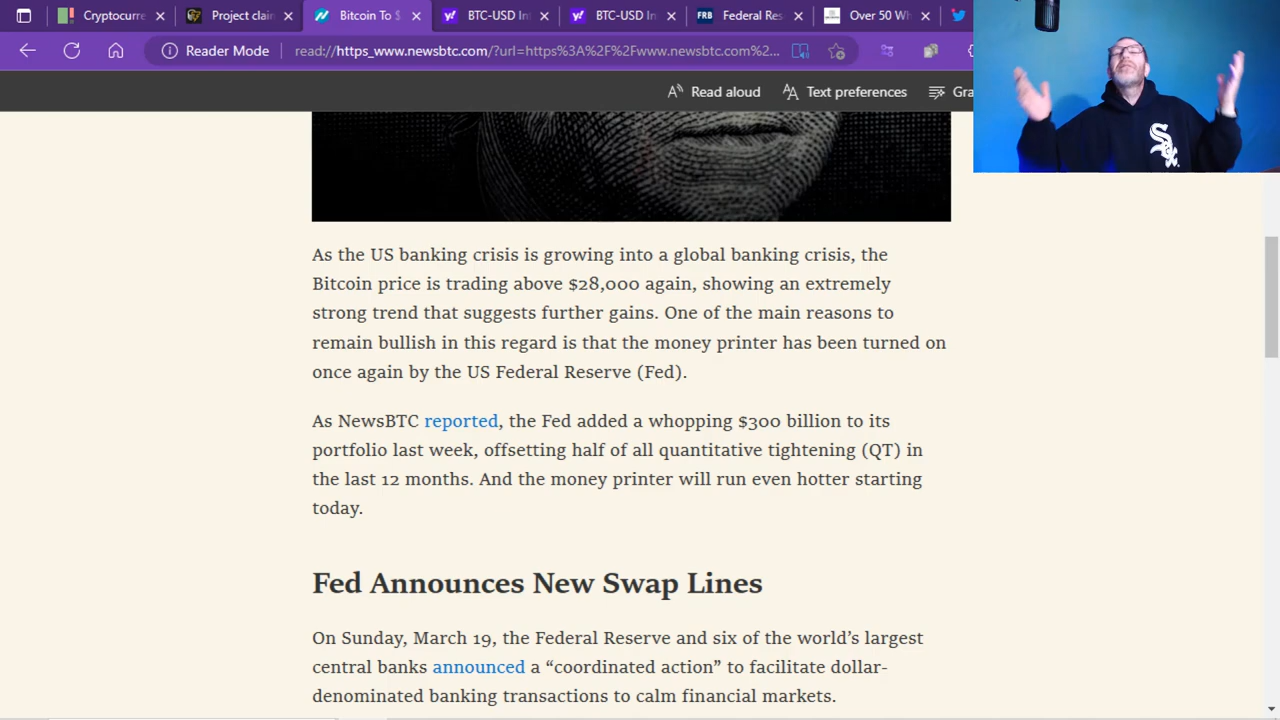 Cryptocurre
Project clain
Bitcoin To $
BTC-USD In
BTC-USD In
FRB
Federal Res
Over 50 Wh
Reader Mode
read://https_www.newsbtc.com/?url=https%3A%2F%2Fwww.newsbtc.com%2...
Read aloud
Text preferences
Gra
As the US banking crisis is growing into a global banking crisis, the
Bitcoin price is trading above $28,000 again, showing an extremely
strong trend that suggests further gains. One of the main reasons to
remain bullish in this regard is that the money printer has been turned on
once again by the US Federal Reserve (Fed).
As NewsBTC reported, the Fed added a whopping $300 billion to its
portfolio last week, offsetting half of all quantitative tightening (QT) in
the last 12 months. And the money printer will run even hotter starting
today.
Fed Announces New Swap Lines
On Sunday, March 19, the Federal Reserve and six of the world's largest
central banks announced a “coordinated action” to facilitate dollar-
denominated banking transactions to calm financial markets.